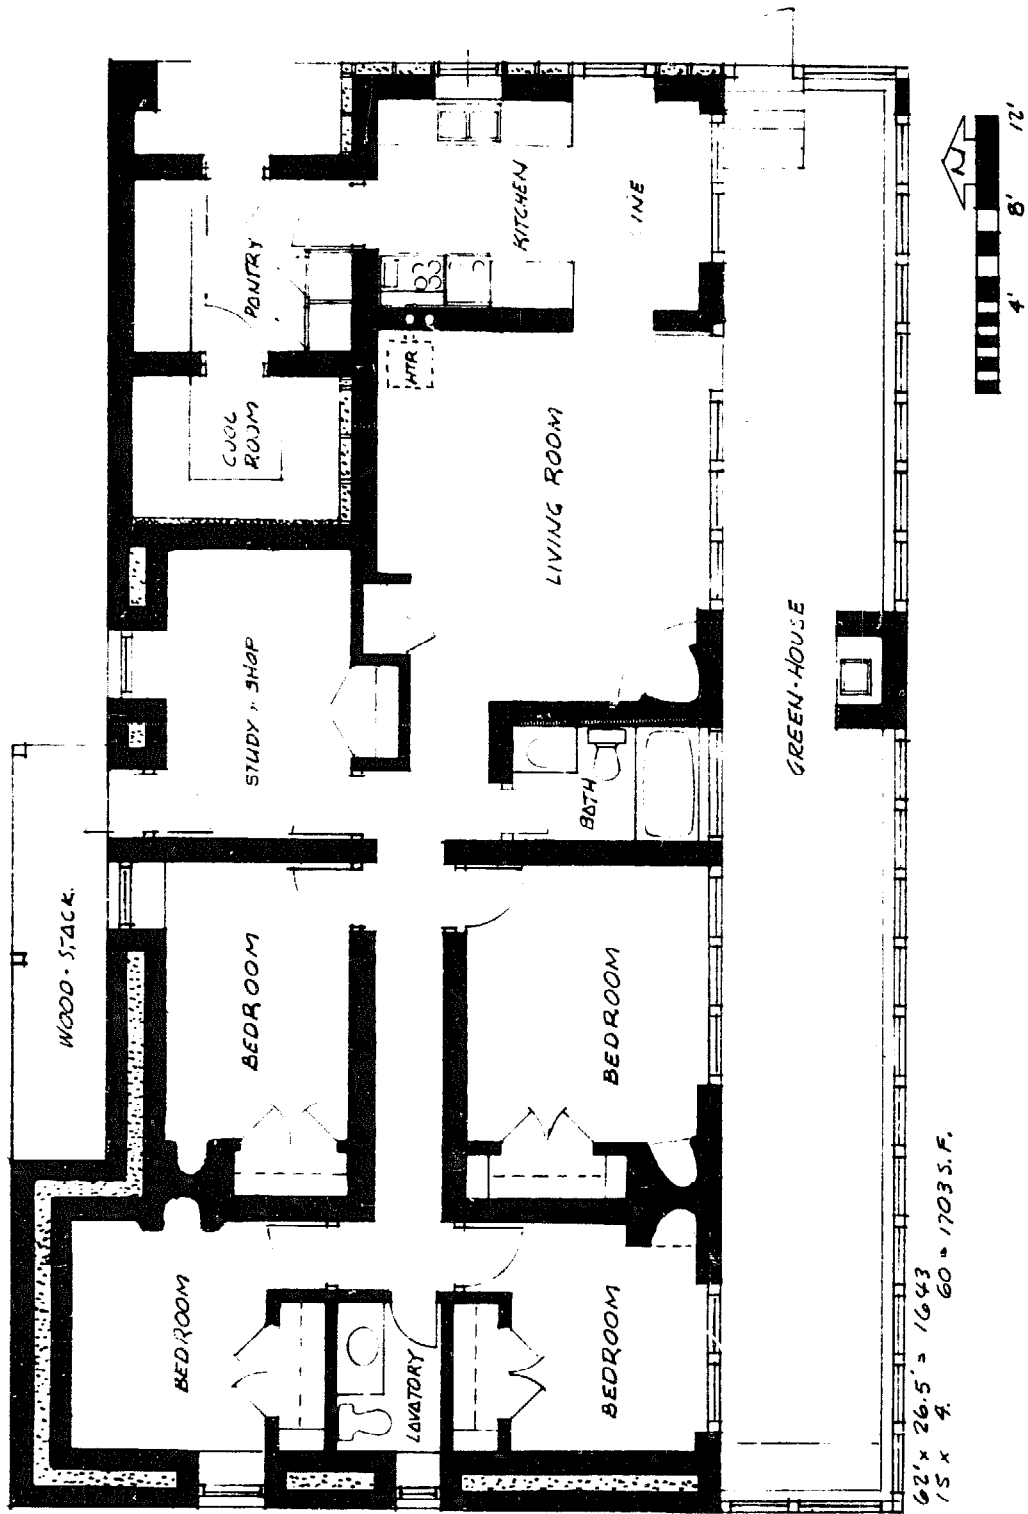 WOOD-STACK
BEDROOM
LAVATORY
BEDROOM
BEDROOM
BEDROOM
STUDY & SHOP
BATH
COOL
ROOM
PANTRY
LIVING ROOM
HTR
KITCHEN
INE
GREEN-HOUSE
62' x 26.5' = 1643
15 x 4. 60 = 1703 S.F.
4' 8' 12'
N